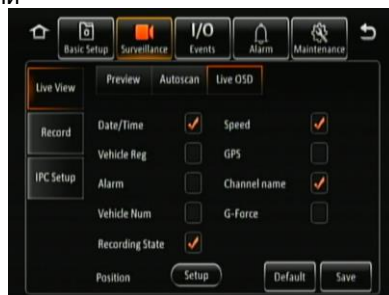 ии
Basic Setup Surveillance I/O Events Alarm Maintenance
Preview Autoscan Live OSD
Live View
Record
IPC Setup
Date/Time Speed
Vehicle Reg GPS
Alarm Channel name
Vehicle Num G-Force
Recording State
Position Setup Default Save